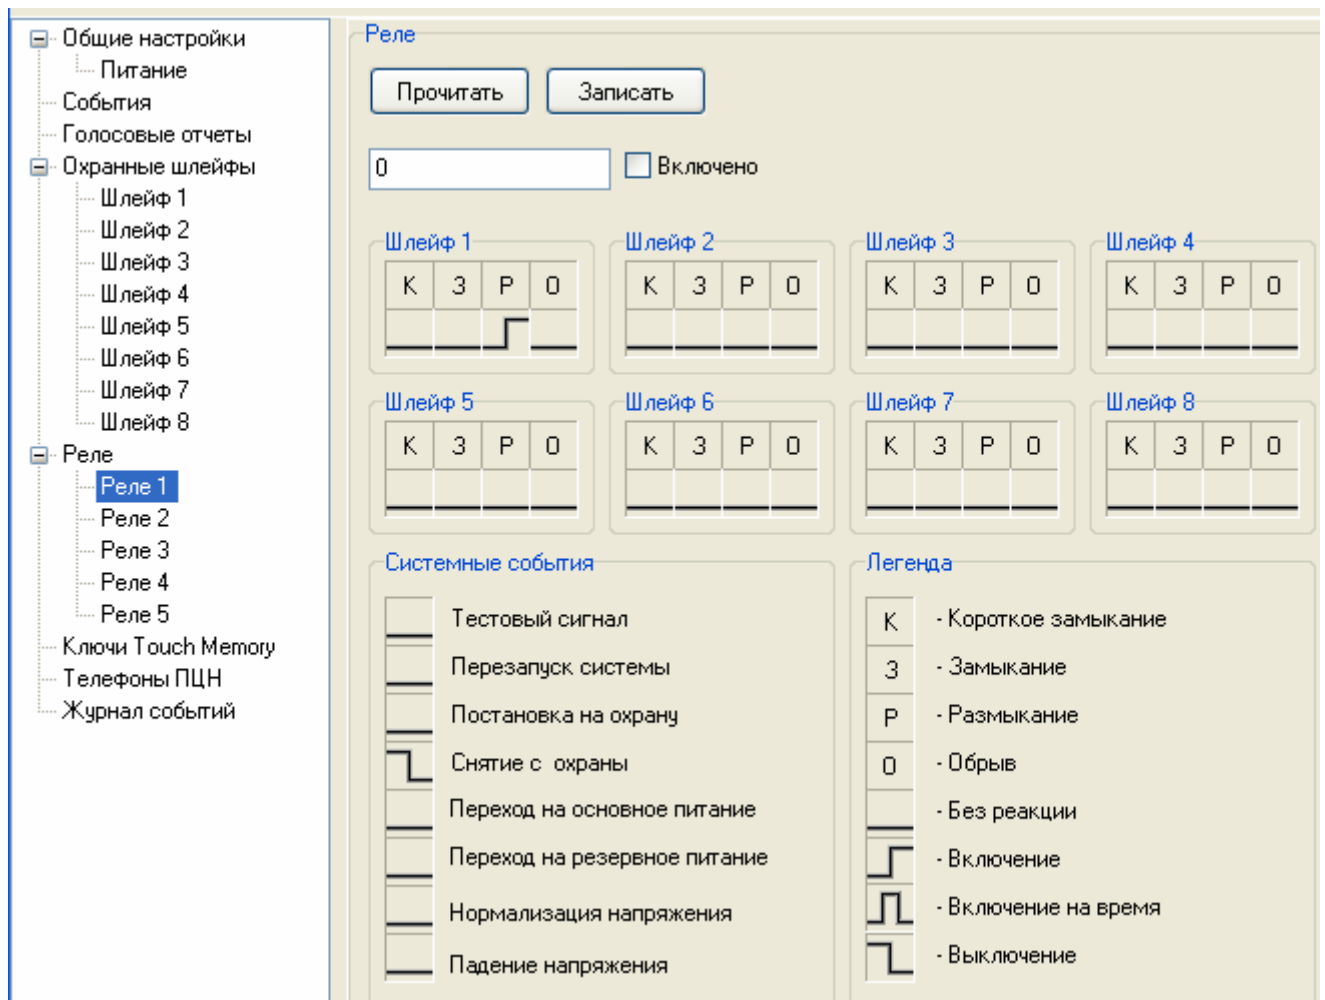 Общие настройки
Питание
События
Голосовые отчеты
Охранные шлейфы
Шлейф 1
Шлейф 2
Шлейф 3
Шлейф 4
Шлейф 5
Шлейф 6
Шлейф 7
Шлейф 8
Реле
Реле 1
Реле 2
Реле 3
Реле 4
Реле 5
Ключи Touch Memory
Телефоны ПЦН
Журнал событий
Реле
Прочитать Записать
0 Включено
Шлейф 1 Шлейф 2 Шлейф 3 Шлейф 4
К З Р О К З Р О К З Р О К З Р О
Шлейф 5 Шлейф 6 Шлейф 7 Шлейф 8
К З Р О К З Р О К З Р О К З Р О
Системные события
Тестовый сигнал
Перезапуск системы
Постановка на охрану
Снятие с охраны
Переход на основное питание
Переход на резервное питание
Нормализация напряжения
Падение напряжения
Легенда
К - Короткое замыкание
З - Замыкание
Р - Размыкание
О - Обрыв
- Без реакции
- Включение
- Включение на время
- Выключение